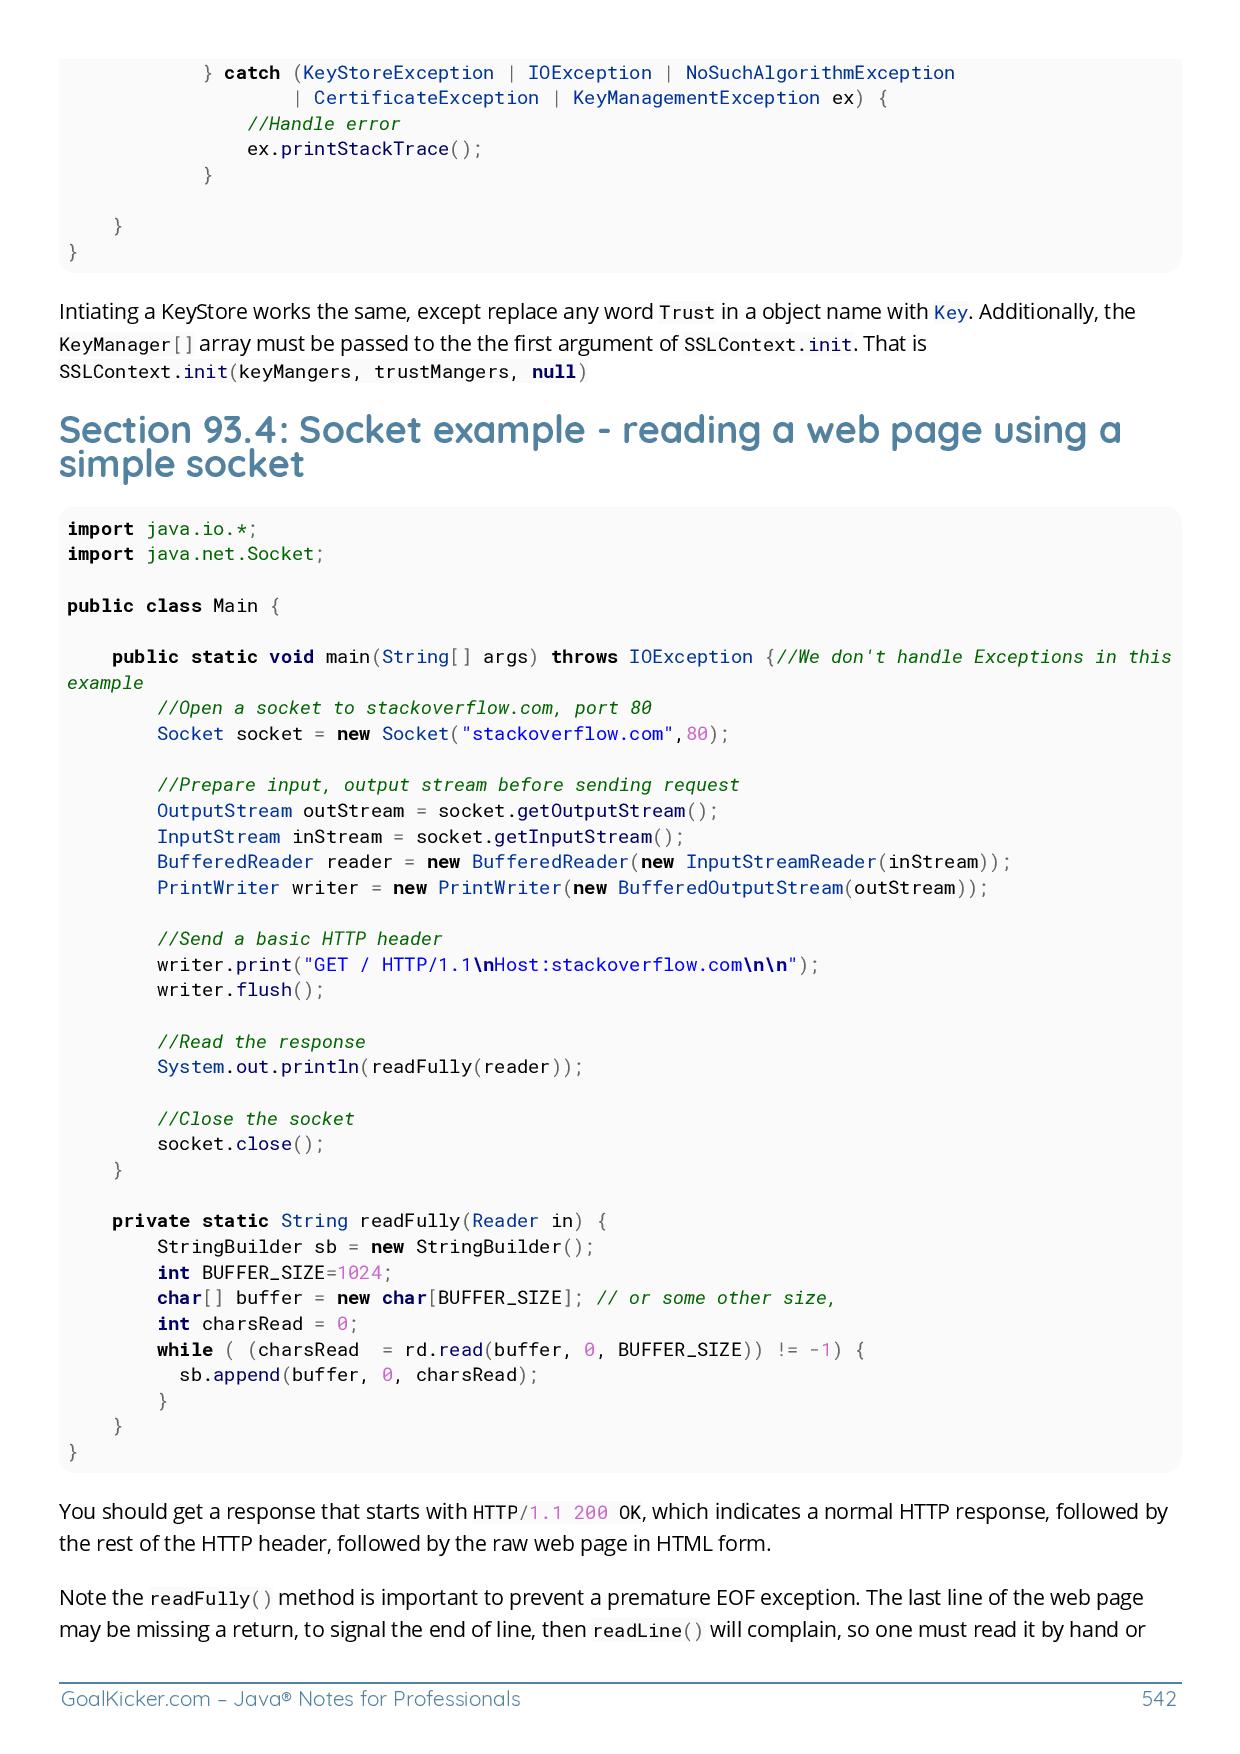 } catch (KeyStoreException | IOException | NoSuchAlgorithmException
                    | CertificateException | KeyManagementException ex) {
                //Handle error
                ex.printStackTrace();
            }

    }
}
Intiating a KeyStore works the same, except replace any word Trust in a object name with Key. Additionally, the
KeyManager[] array must be passed to the the first argument of SSLContext.init. That is
SSLContext.init(keyMangers, trustMangers, null)
Section 93.4: Socket example - reading a web page using a
simple socket
import java.io.*;
import java.net.Socket;

public class Main {

    public static void main(String[] args) throws IOException {//We don't handle Exceptions in this
example
        //Open a socket to stackoverflow.com, port 80
        Socket socket = new Socket("stackoverflow.com",80);

        //Prepare input, output stream before sending request
        OutputStream outStream = socket.getOutputStream();
        InputStream inStream = socket.getInputStream();
        BufferedReader reader = new BufferedReader(new InputStreamReader(inStream));
        PrintWriter writer = new PrintWriter(new BufferedOutputStream(outStream));

        //Send a basic HTTP header
        writer.print("GET / HTTP/1.1\nHost:stackoverflow.com\n\n");
        writer.flush();

        //Read the response
        System.out.println(readFully(reader));

        //Close the socket
        socket.close();
    }

    private static String readFully(Reader in) {
        StringBuilder sb = new StringBuilder();
        int BUFFER_SIZE=1024;
        char[] buffer = new char[BUFFER_SIZE]; // or some other size,
        int charsRead = 0;
        while ( (charsRead  = rd.read(buffer, 0, BUFFER_SIZE)) != -1) {
          sb.append(buffer, 0, charsRead);
        }
    }
}
You should get a response that starts with HTTP/1.1 200 OK, which indicates a normal HTTP response, followed by
the rest of the HTTP header, followed by the raw web page in HTML form.
Note the readFully() method is important to prevent a premature EOF exception. The last line of the web page
may be missing a return, to signal the end of line, then readLine() will complain, so one must read it by hand or
GoalKicker.com – Java® Notes for Professionals
542